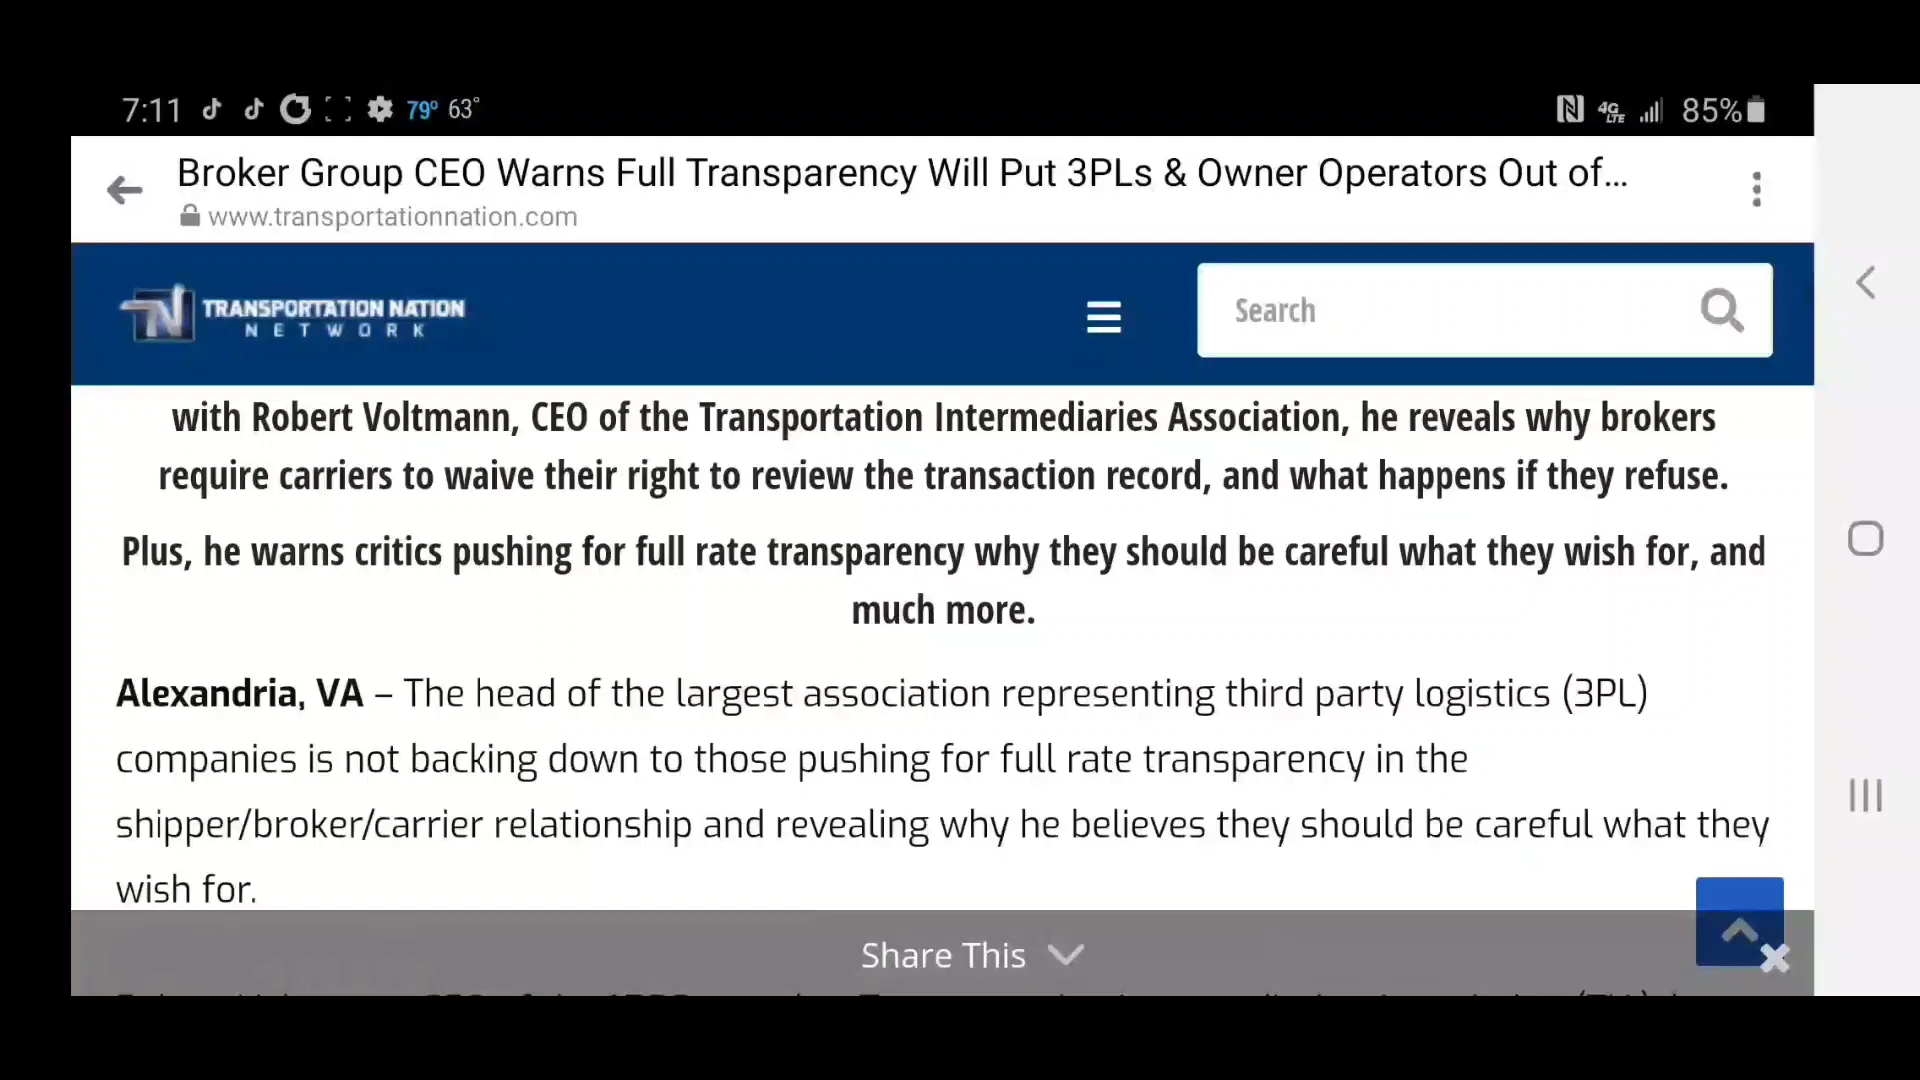 7:11 79° 63° 4G LTE 85%
Broker Group CEO Warns Full Transparency Will Put 3PLs & Owner Operators Out of...
www.transportationnation.com
TRANSPORTATION NATION
NETWORK
Search
with Robert Voltmann, CEO of the Transportation Intermediaries Association, he reveals why brokers
require carriers to waive their right to review the transaction record, and what happens if they refuse.
Plus, he warns critics pushing for full rate transparency why they should be careful what they wish for, and
much more.
Alexandria, VA – The head of the largest association representing third party logistics (3PL)
companies is not backing down to those pushing for full rate transparency in the
shipper/broker/carrier relationship and revealing why he believes they should be careful what they
wish for.
Share This